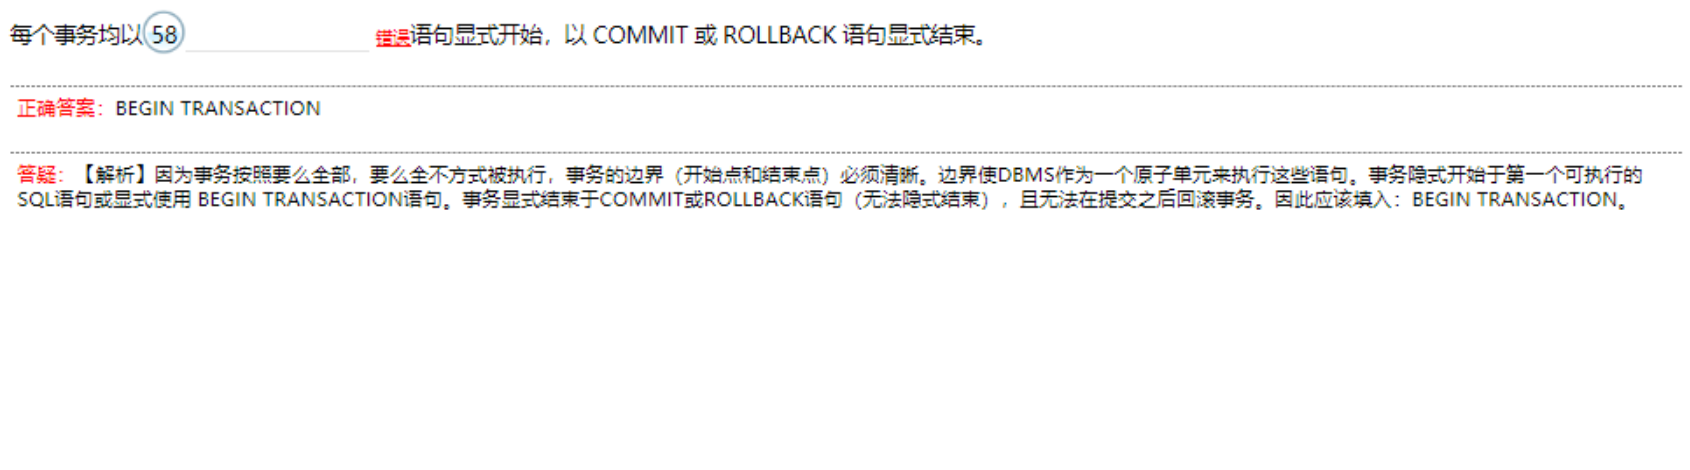 每个事务均以 58 错误语句显式开始，以 COMMIT 或 ROLLBACK 语句显式结束。
正确答案：BEGIN TRANSACTION
答疑：【解析】因为事务按照要么全部，要么全不方式被执行，事务的边界（开始点和结束点）必须清晰。边界使DBMS作为一个原子单元来执行这些语句。事务隐式开始于第一个可执行的
SQL语句或显式使用 BEGIN TRANSACTION语句。事务显式结束于COMMIT或ROLLBACK语句（无法隐式结束），且无法在提交之后回滚事务。因此应该填入：BEGIN TRANSACTION。